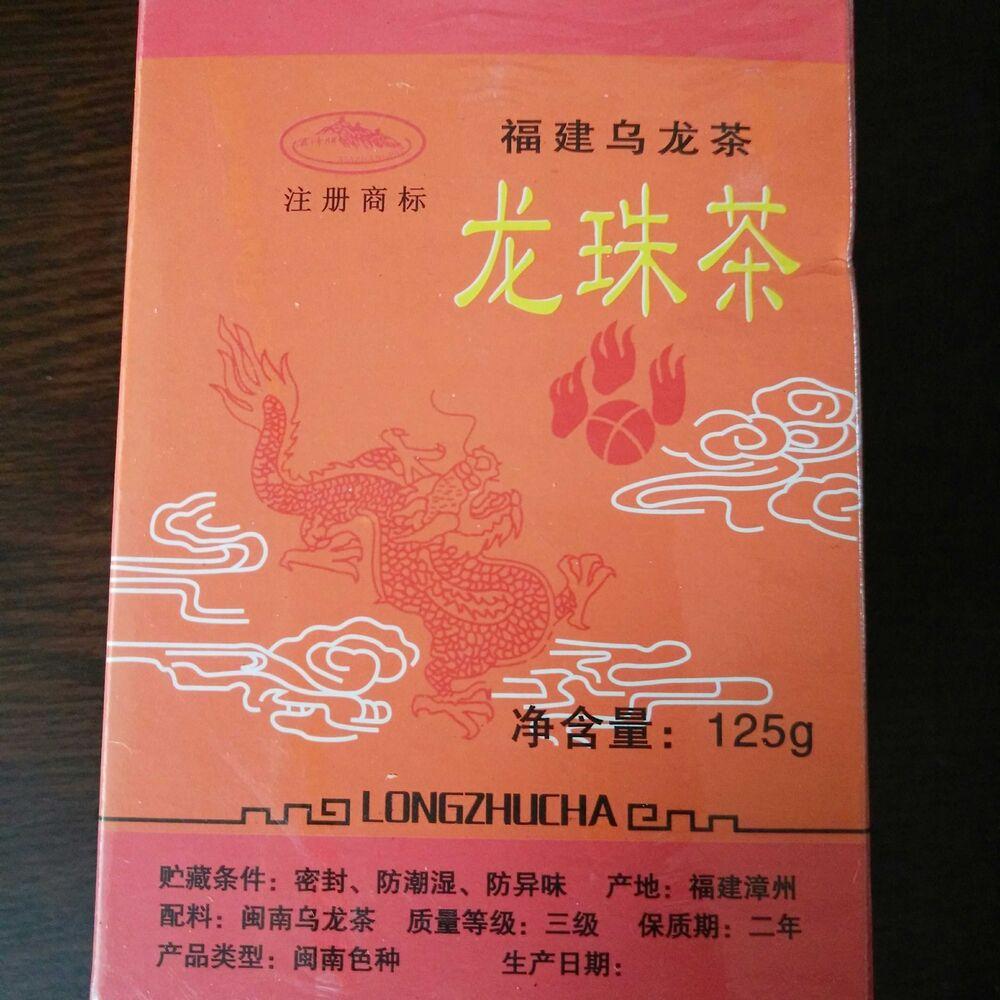 福建乌龙茶
注册商标
龙珠茶
净含量：125g
LONGZHUCHA
贮藏条件：密封、防潮湿、防异味 产地：福建漳州
配料：闽南乌龙茶 质量等级：三级 保质期：二年
产品类型：闽南色种 生产日期：